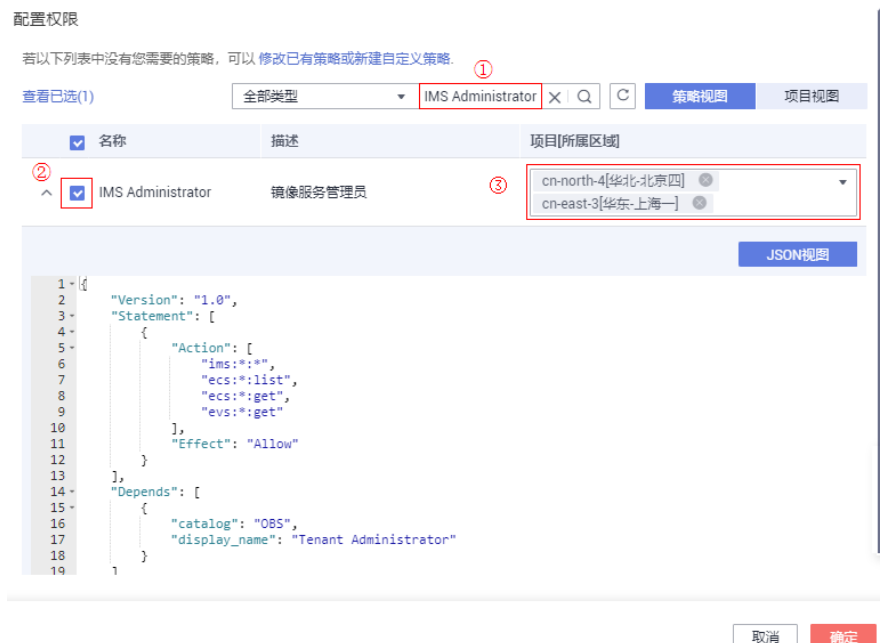 配置权限
若以下列表中没有您需要的策略，可以 修改已有策略或新建自定义策略.
①
查看已选(1) 全部类型 IMS Administrator 策略视图 项目视图
名称 描述 项目[所属区域]
② IMS Administrator 镜像服务管理员 ③ cn-north-4[华北-北京四]
cn-east-3[华东-上海一]
JSON视图
1 {
2 "Version": "1.0",
3 "Statement": [
4 {
5 "Action": [
6 "ims:*:*",
7 "ecs:*:list",
8 "ecs:*:get",
9 "evs:*:get"
10 ],
11 "Effect": "Allow"
12 }
13 ],
14 "Depends": [
15 {
16 "catalog": "OBS",
17 "display_name": "Tenant Administrator"
18 }
19 ]
取消 确定